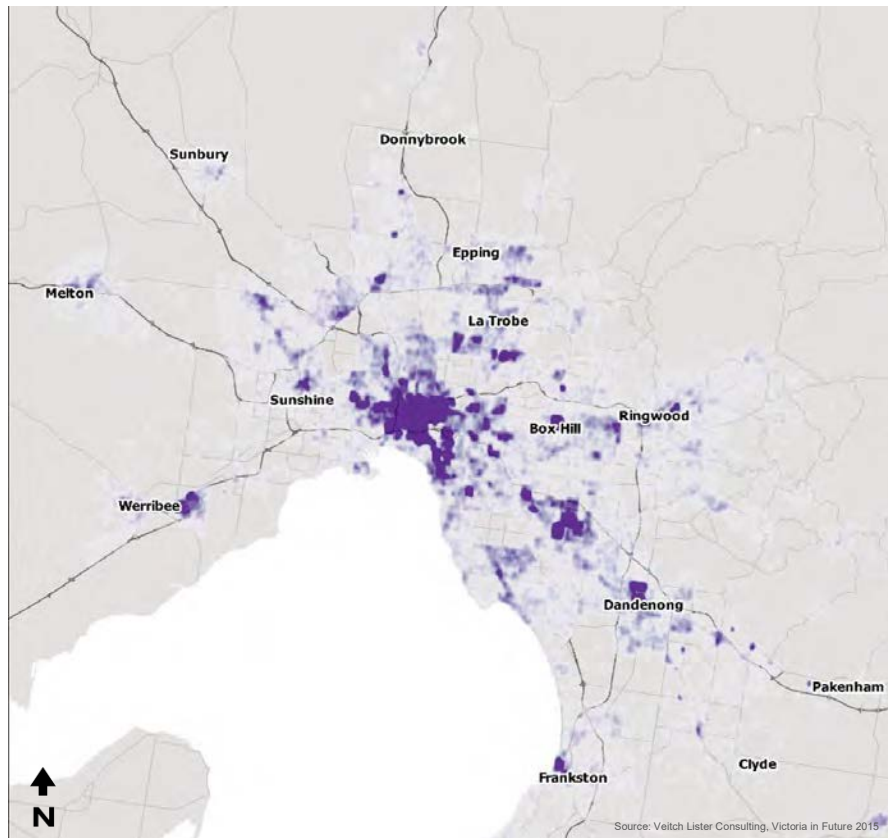 Donnybrook
Sunbury
Epping
Melton
La Trobe
Sunshine
Box Hill
Ringwood
Werribee
Dandenong
Pakenham
Clyde
Frankston
N
Source: Veitch Lister Consulting, Victoria in Future 2015